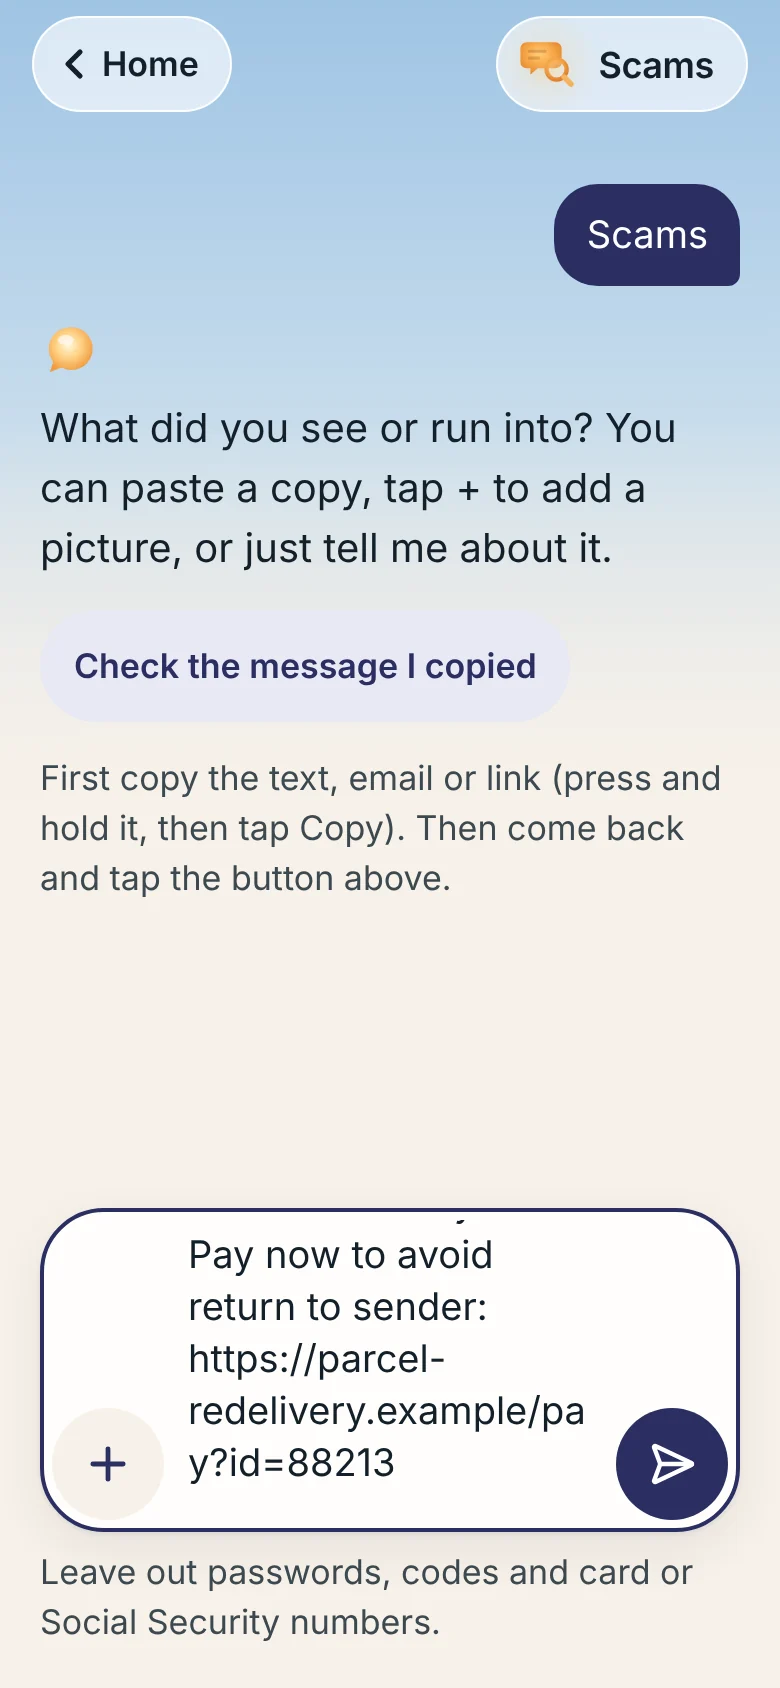 Home
Scams
Scams
What did you see or run into? You
can paste a copy, tap + to add a
picture, or just tell me about it.
Check the message I copied
First copy the text, email or link (press and
hold it, then tap Copy). Then come back
and tap the button above.
Pay now to avoid
return to sender:
https://parcel-
redelivery.example/pa
y?id=88213
Leave out passwords, codes and card or
Social Security numbers.